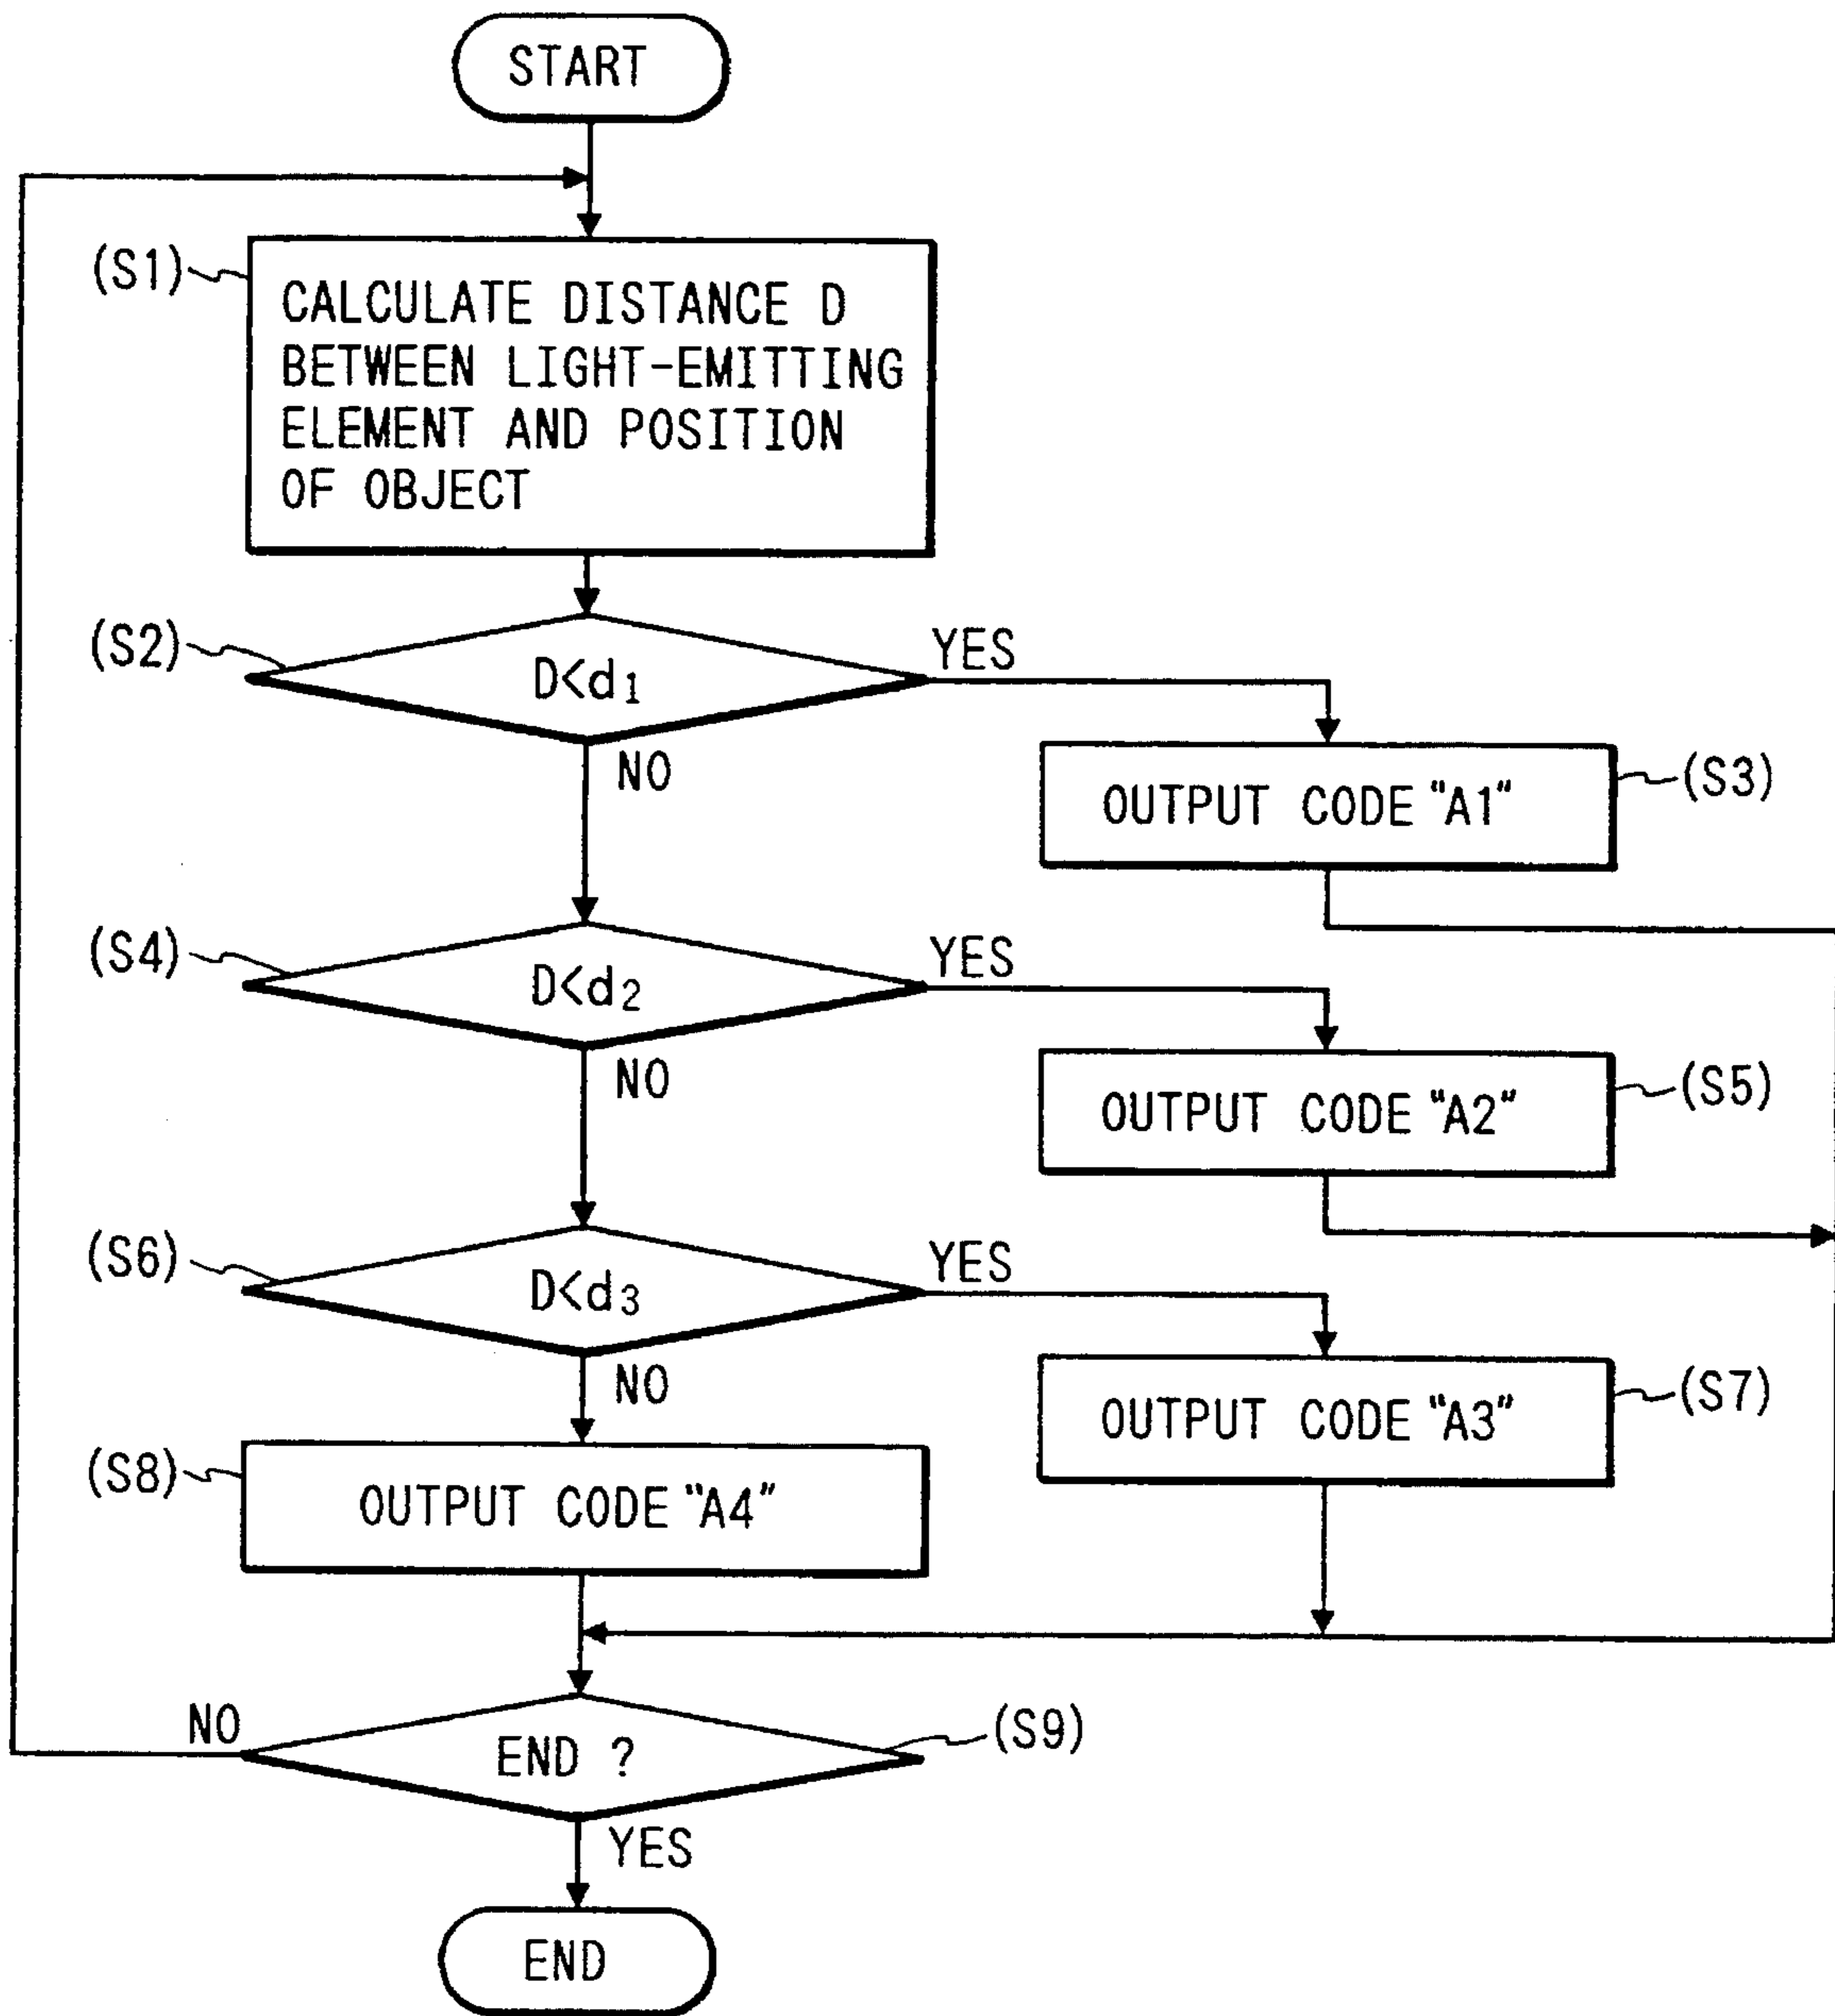 START
(S1)
CALCULATE DISTANCE D
BETWEEN LIGHT-EMITTING
ELEMENT AND POSITION
OF OBJECT
(S2)
D<d1
YES
NO
OUTPUT CODE "A1"
(S3)
(S4)
D<d2
YES
NO
OUTPUT CODE "A2"
(S5)
(S6)
D<d3
YES
NO
OUTPUT CODE "A3"
(S7)
(S8)
OUTPUT CODE "A4"
NO
END ?
(S9)
YES
END